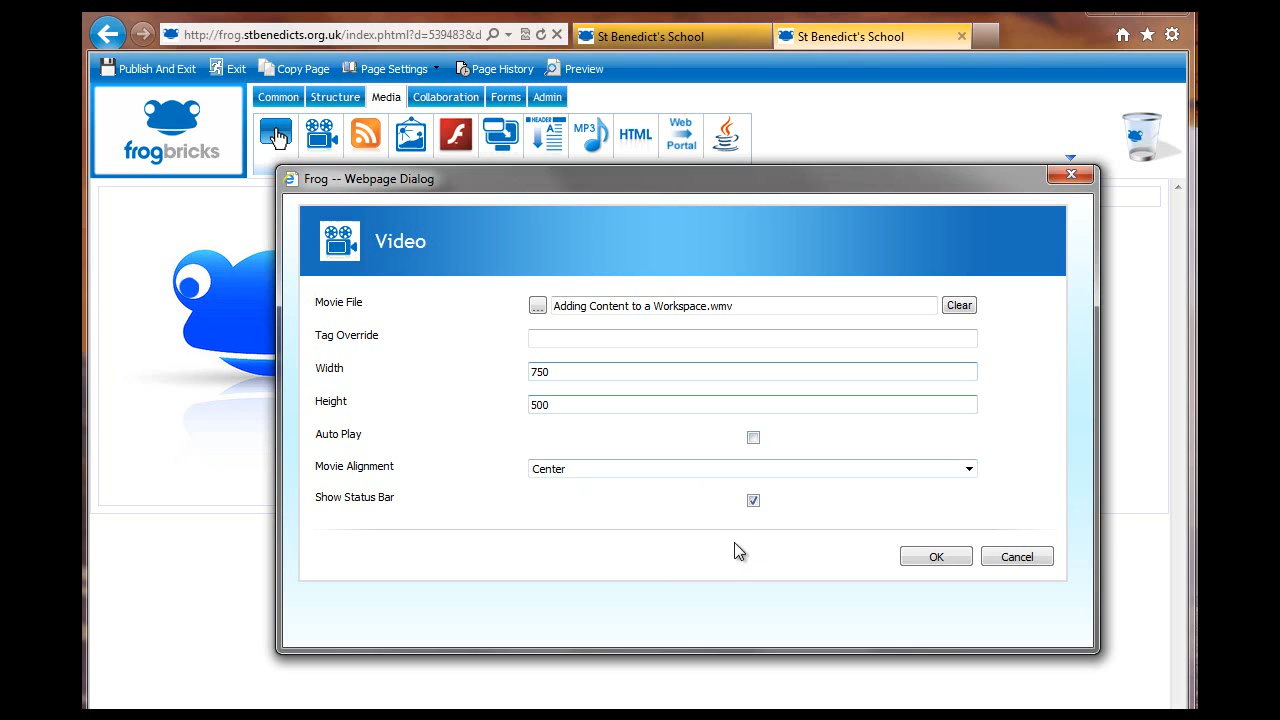 http://frog.stbenedicts.org.uk/index.phtml?d=539483&d
St Benedict's School
St Benedict's School
Publish And Exit
Exit
Copy Page
Page Settings
Page History
Preview
frogbricks
Common
Structure
Media
Collaboration
Forms
Admin
HEADER
MP3
HTML
Web
Portal
Frog -- Webpage Dialog
Video
Movie File
... Adding Content to a Workspace.wmv
Clear
Tag Override
Width
750
Height
500
Auto Play
Movie Alignment
Center
Show Status Bar
OK
Cancel